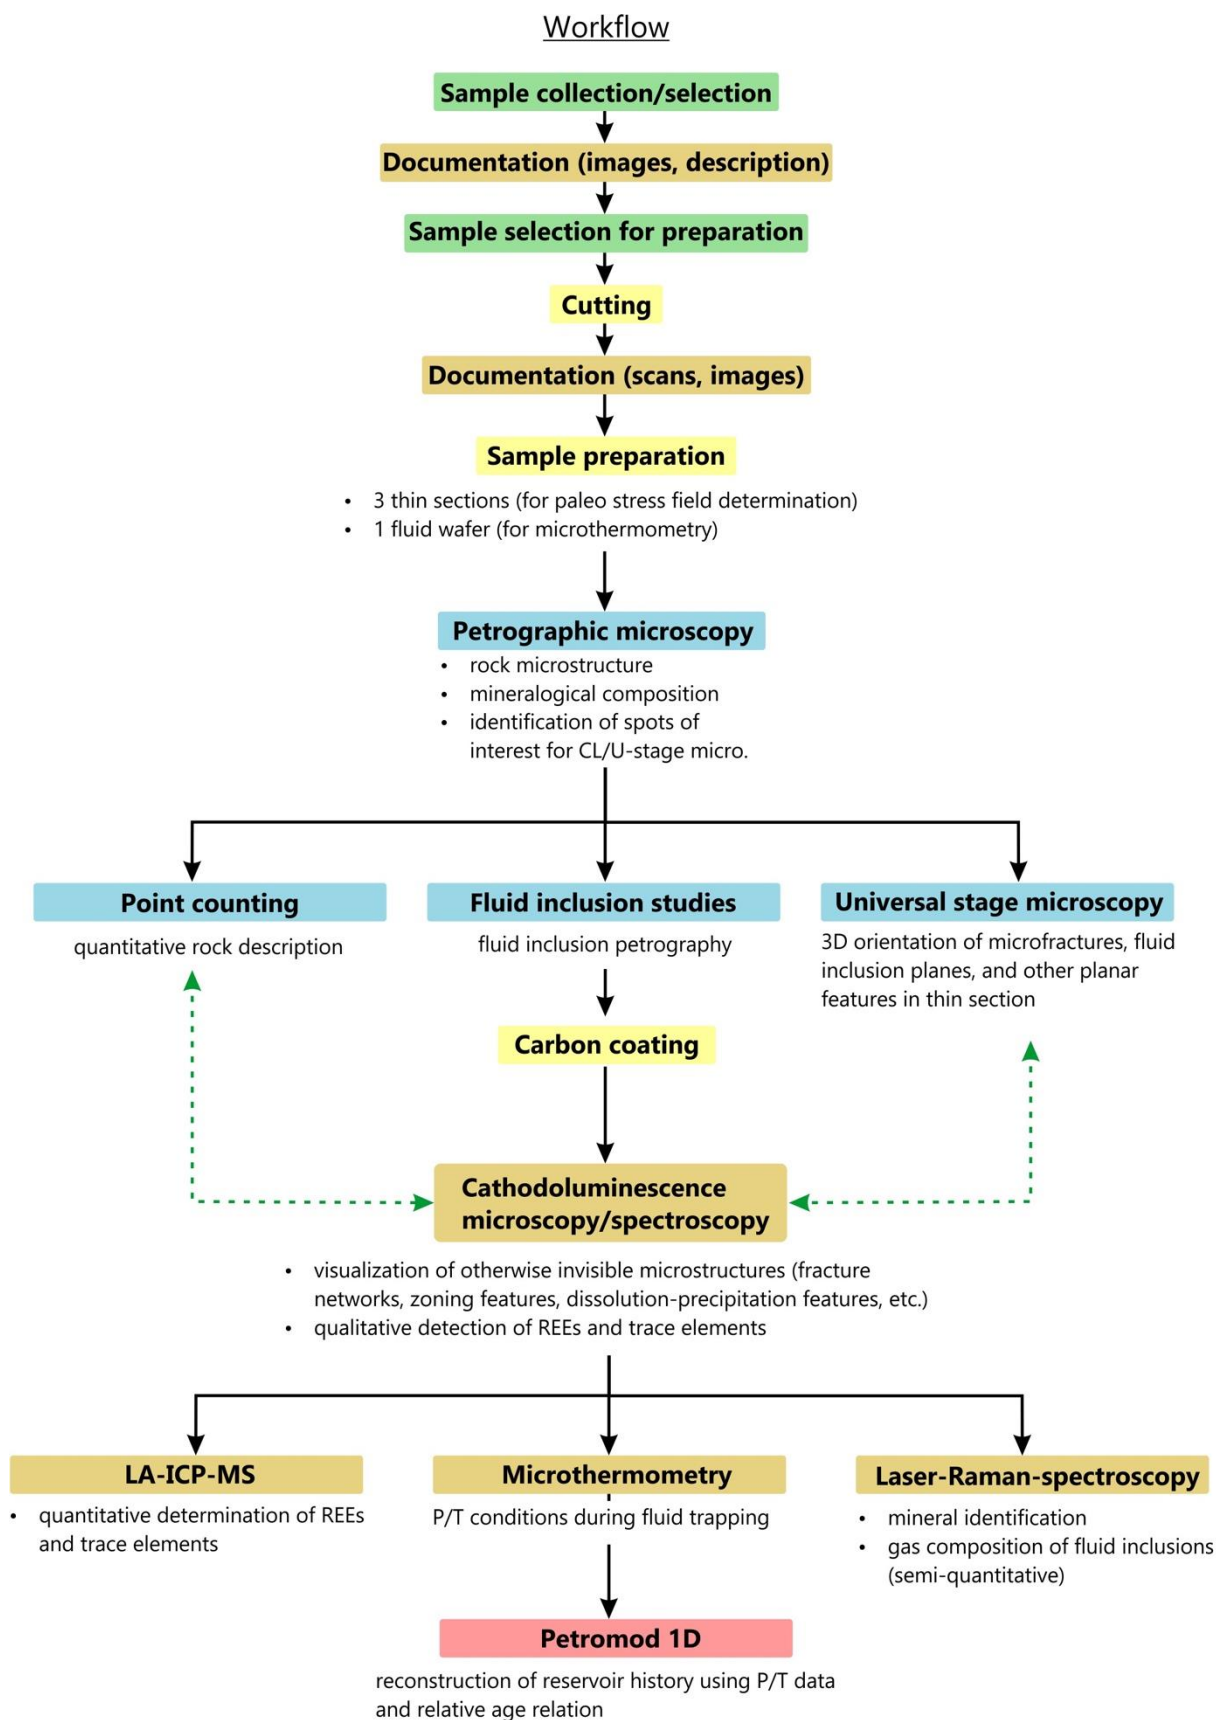 Workflow
Sample collection/selection
Documentation (images, description)
Sample selection for preparation
Cutting
Documentation (scans, images)
Sample preparation
• 3 thin sections (for paleo stress field determination)
• 1 fluid wafer (for microthermometry)
Petrographic microscopy
• rock microstructure
• mineralogical composition
• identification of spots of
interest for CL/U-stage micro.
Point counting
quantitative rock description
Fluid inclusion studies
fluid inclusion petrography
Universal stage microscopy
3D orientation of microfractures, fluid
inclusion planes, and other planar
features in thin section
Carbon coating
Cathodoluminescence
microscopy/spectroscopy
• visualization of otherwise invisible microstructures (fracture
networks, zoning features, dissolution-precipitation features, etc.)
• qualitative detection of REEs and trace elements
LA-ICP-MS
• quantitative determination of REEs
and trace elements
Microthermometry
P/T conditions during fluid trapping
Laser-Raman-spectroscopy
• mineral identification
• gas composition of fluid inclusions
(semi-quantitative)
Petromod 1D
reconstruction of reservoir history using P/T data
and relative age relation